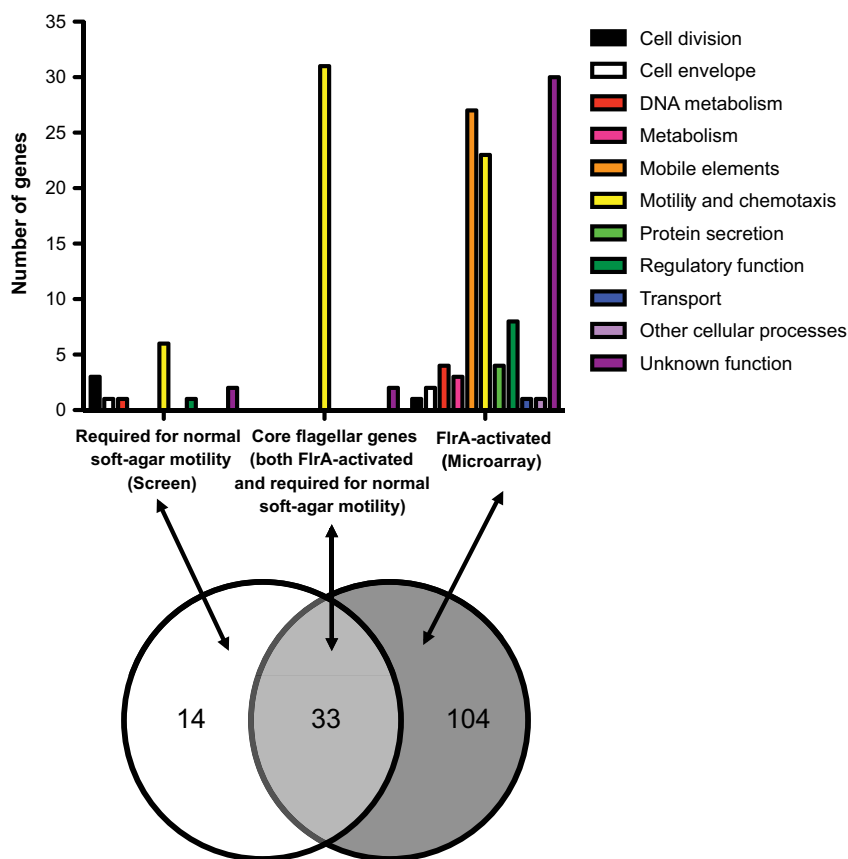 Number of genes
35
30
25
20
15
10
5
0
Cell division
Cell envelope
DNA metabolism
Metabolism
Mobile elements
Motility and chemotaxis
Protein secretion
Regulatory function
Transport
Other cellular processes
Unknown function
Required for normal
soft-agar motility
(Screen)
Core flagellar genes
(both FlrA-activated
and required for normal
soft-agar motility)
FlrA-activated
(Microarray)
14
33
104